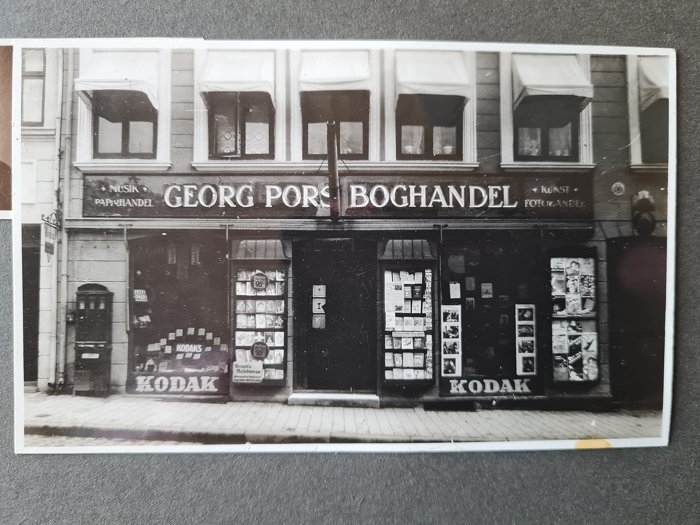 MUSIK
PAPIRHANDEL
GEORG PORS BOGHANDEL
KUNST
FOTOHANDEL
KODAKS
KODAK
KODAK